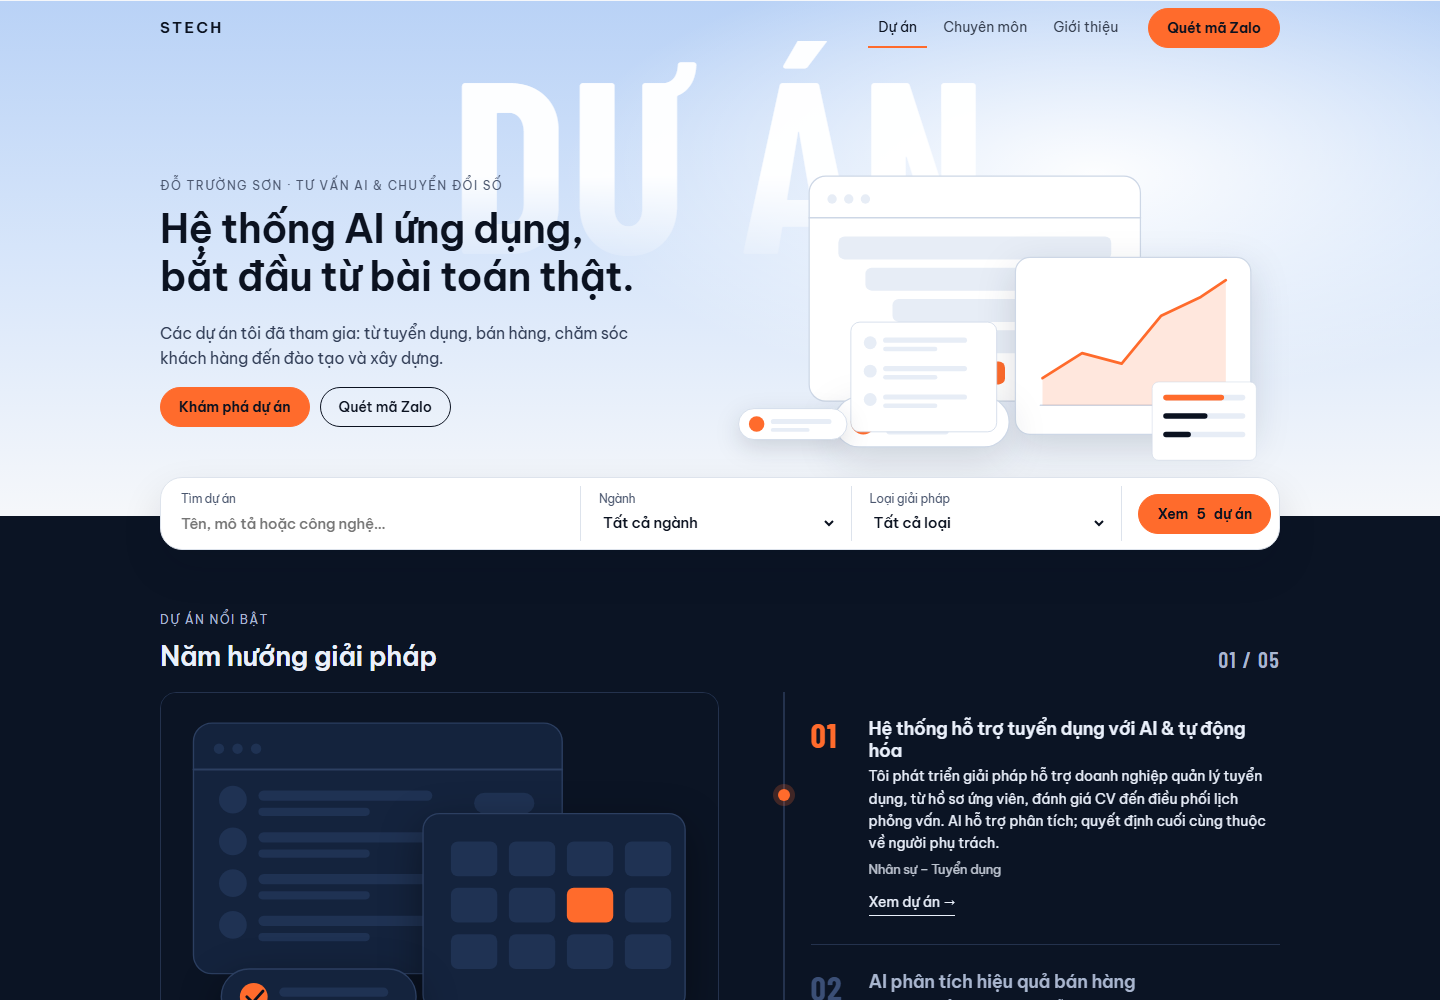 STECH
Dự án
Chuyên môn
Giới thiệu
Quét mã Zalo
DỰ ÁN
ĐỖ TRƯỜNG SƠN · TƯ VẤN AI & CHUYỂN ĐỔI SỐ
Hệ thống AI ứng dụng,
bắt đầu từ bài toán thật.
Các dự án tôi đã tham gia: từ tuyển dụng, bán hàng, chăm sóc
khách hàng đến đào tạo và xây dựng.
Khám phá dự án
Quét mã Zalo
Tìm dự án
Tên, mô tả hoặc công nghệ...
Ngành
Tất cả ngành
Loại giải pháp
Tất cả loại
Xem 5 dự án
DỰ ÁN NỔI BẬT
Năm hướng giải pháp
01 / 05
01
Hệ thống hỗ trợ tuyển dụng với AI & tự động
hóa
Tôi phát triển giải pháp hỗ trợ doanh nghiệp quản lý tuyển
dụng, từ hồ sơ ứng viên, đánh giá CV đến điều phối lịch
phỏng vấn. AI hỗ trợ phân tích; quyết định cuối cùng thuộc
về người phụ trách.
Nhân sự – Tuyển dụng
Xem dự án →
02
AI phân tích hiệu quả bán hàng